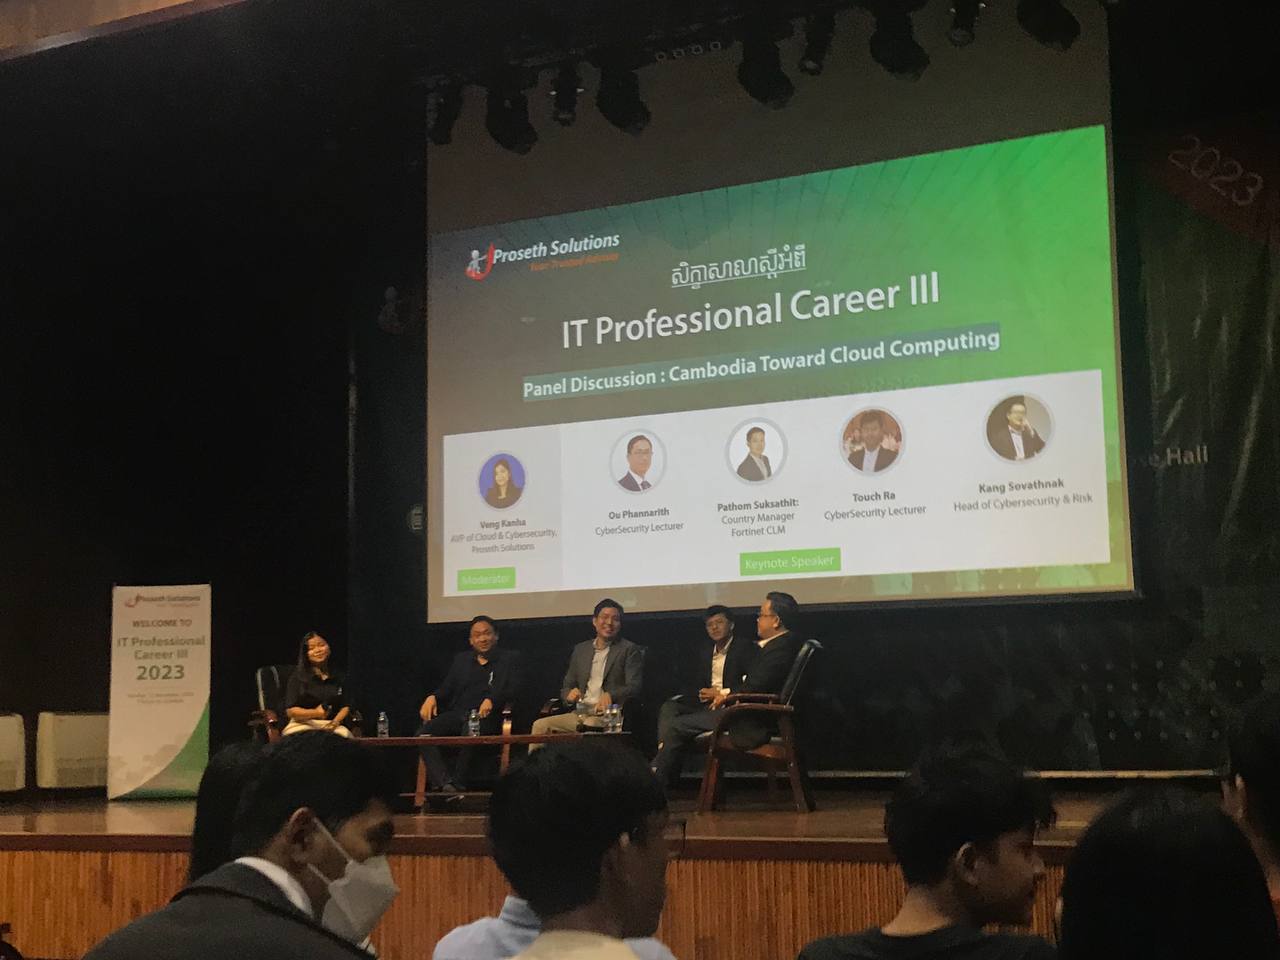 Proseth Solutions
Your Trusted Advisor
សិក្ខាសាលាស្តីអំពី
IT Professional Career III
Panel Discussion : Cambodia Toward Cloud Computing
Veng Kanha
AVP of Cloud & Cybersecurity,
Proseth Solutions
Moderator
Ou Phannarith
CyberSecurity Lecturer
Pathom Suksathit:
Country Manager
Fortinet CLM
Keynote Speaker
Touch Ra
CyberSecurity Lecturer
Kang Sovathnak
Head of Cybersecurity & Risk
2023
Hall
Proseth Solutions
WELCOME TO
IT Professional
Career III
2023